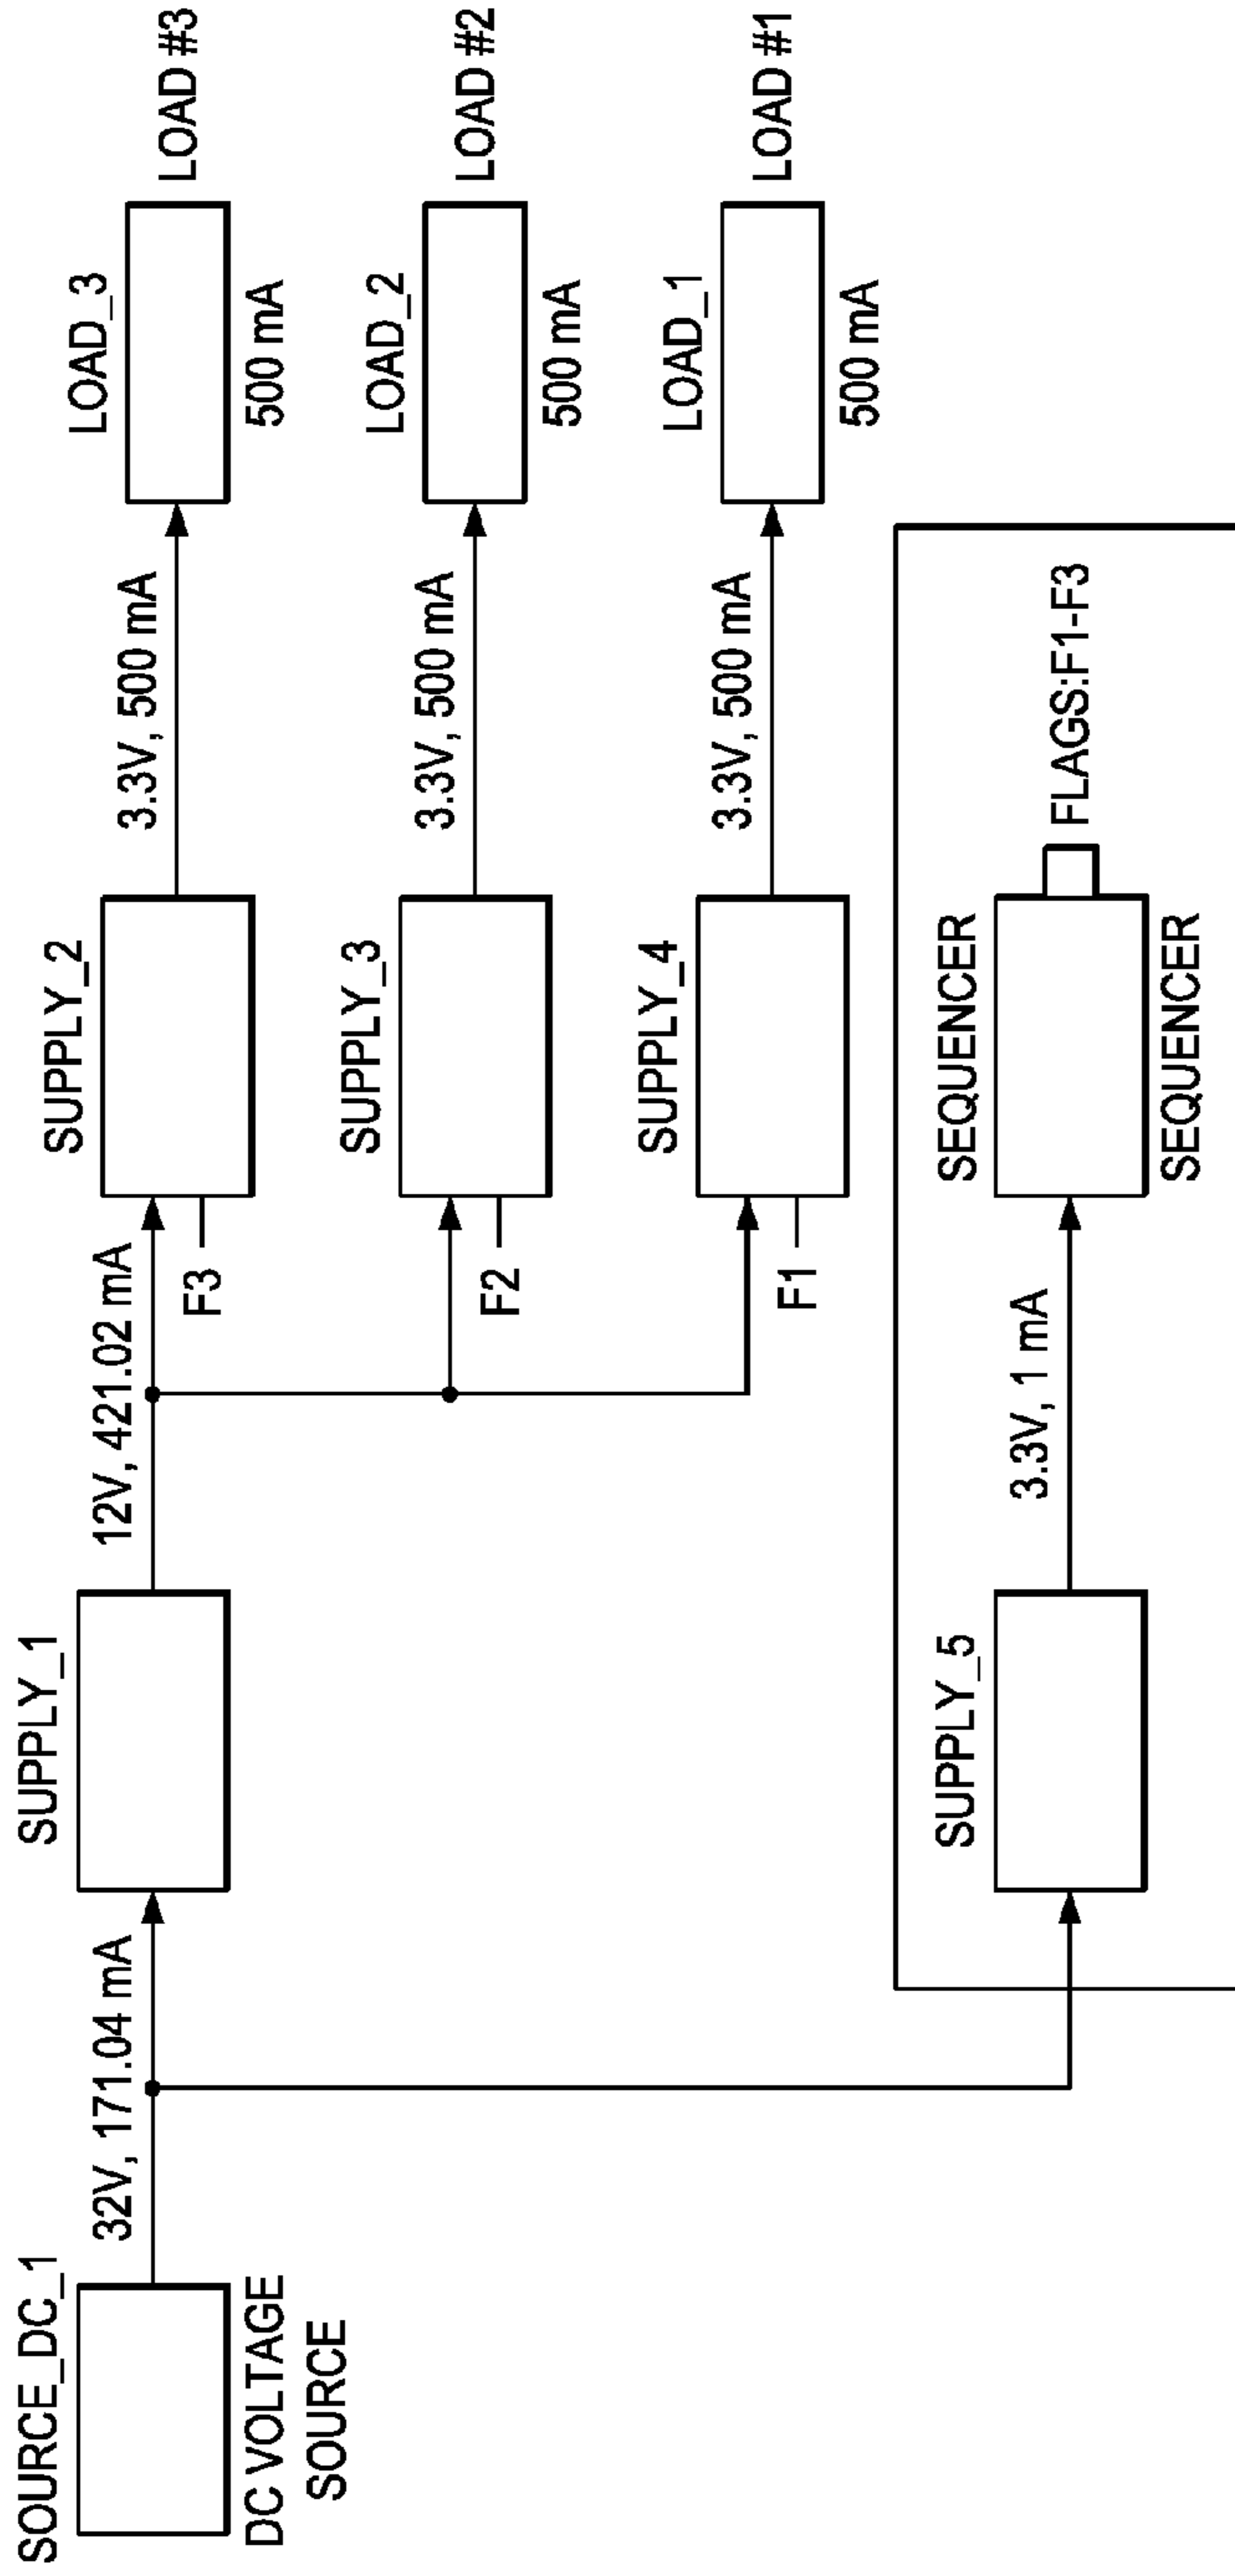 SOURCE_DC_1
DC VOLTAGE
SOURCE
32V, 171.04 mA
SUPPLY_1
12V, 421.02 mA
F3
SUPPLY_2
3.3V, 500 mA
LOAD_3
500 mA
LOAD #3
F2
SUPPLY_3
3.3V, 500 mA
LOAD_2
500 mA
LOAD #2
F1
SUPPLY_4
3.3V, 500 mA
LOAD_1
500 mA
LOAD #1
SUPPLY_5
3.3V, 1 mA
SEQUENCER
SEQUENCER
FLAGS:F1-F3